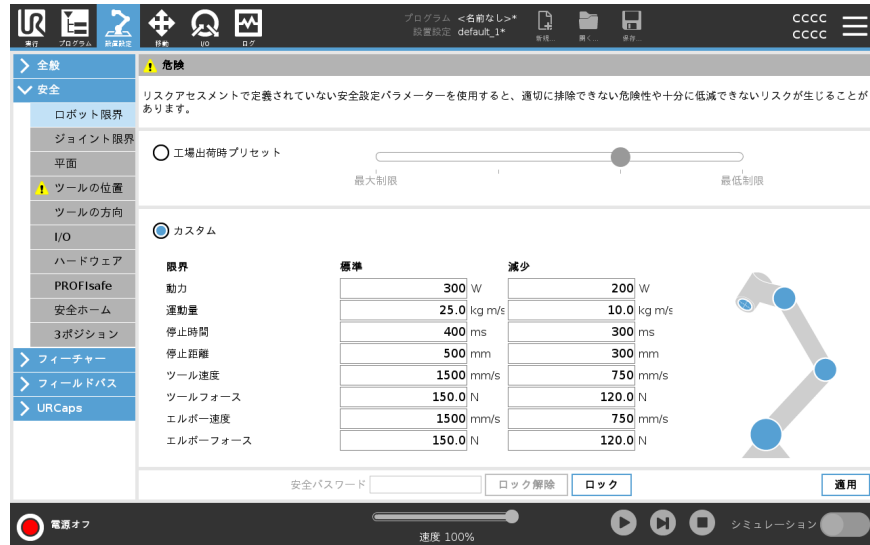 プログラム <名前なし>*
設置設定 default_1*
実行
プログラム
設置設定
移動
I/O
ログ
新規...
開く...
保存...
CCCC
CCCC
全般
安全
ロボット限界
ジョイント限界
平面
ツールの位置
ツールの方向
I/O
ハードウェア
PROFIsafe
安全ホーム
3ポジション
フィーチャー
フィールドバス
URCaps
危険
リスクアセスメントで定義されていない安全設定パラメーターを使用すると、適切に排除できない危険性や十分に低減できないリスクが生じることが
あります。
工場出荷時プリセット
最大制限 最低制限
カスタム
限界 標準 減少
動力 300 W 200 W
運動量 25.0 kg m/s 10.0 kg m/s
停止時間 400 ms 300 ms
停止距離 500 mm 300 mm
ツール速度 1500 mm/s 750 mm/s
ツールフォース 150.0 N 120.0 N
エルボー速度 1500 mm/s 750 mm/s
エルボーフォース 150.0 N 120.0 N
安全パスワード ロック解除 ロック 適用
電源オフ
速度 100%
シミュレーション